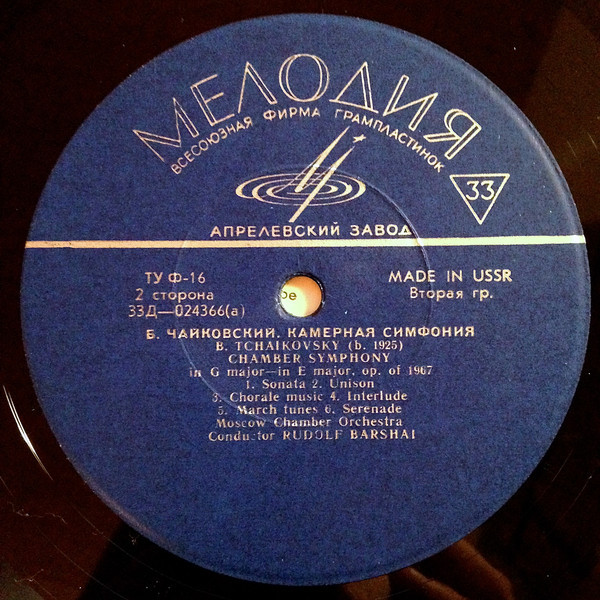 МЕЛОДИЯ
ВСЕСОЮЗНАЯ ФИРМА ГРАМПЛАСТИНОК
33
АПРЕЛЕВСКИЙ ЗАВОД
ТУ Ф-16
MADE IN USSR
2 сторона
Вторая гр.
33Д—024366(а)
Б. ЧАЙКОВСКИЙ. КАМЕРНАЯ СИМФОНИЯ
B. TCHAIKOVSKY (b. 1925)
CHAMBER SYMPHONY
in G major—in E major, op. of 1967
1. Sonata 2. Unison
3. Chorale music 4. Interlude
5. March tunes 6. Serenade
Moscow Chamber Orchestra
Conductor RUDOLF BARSHAI